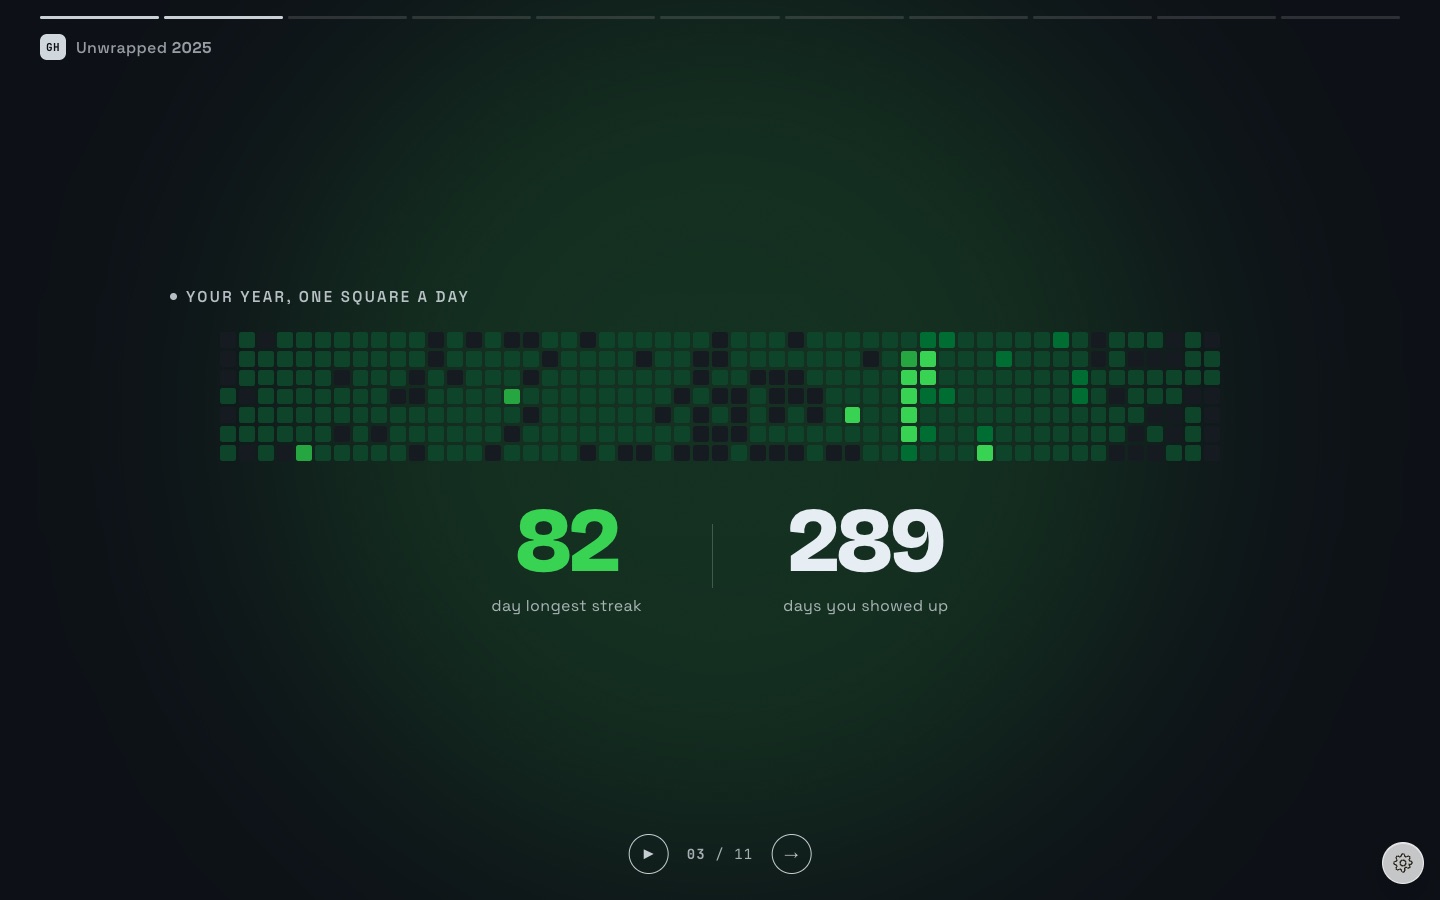 GH Unwrapped 2025
YOUR YEAR, ONE SQUARE A DAY
82
day longest streak
289
days you showed up
03 / 11